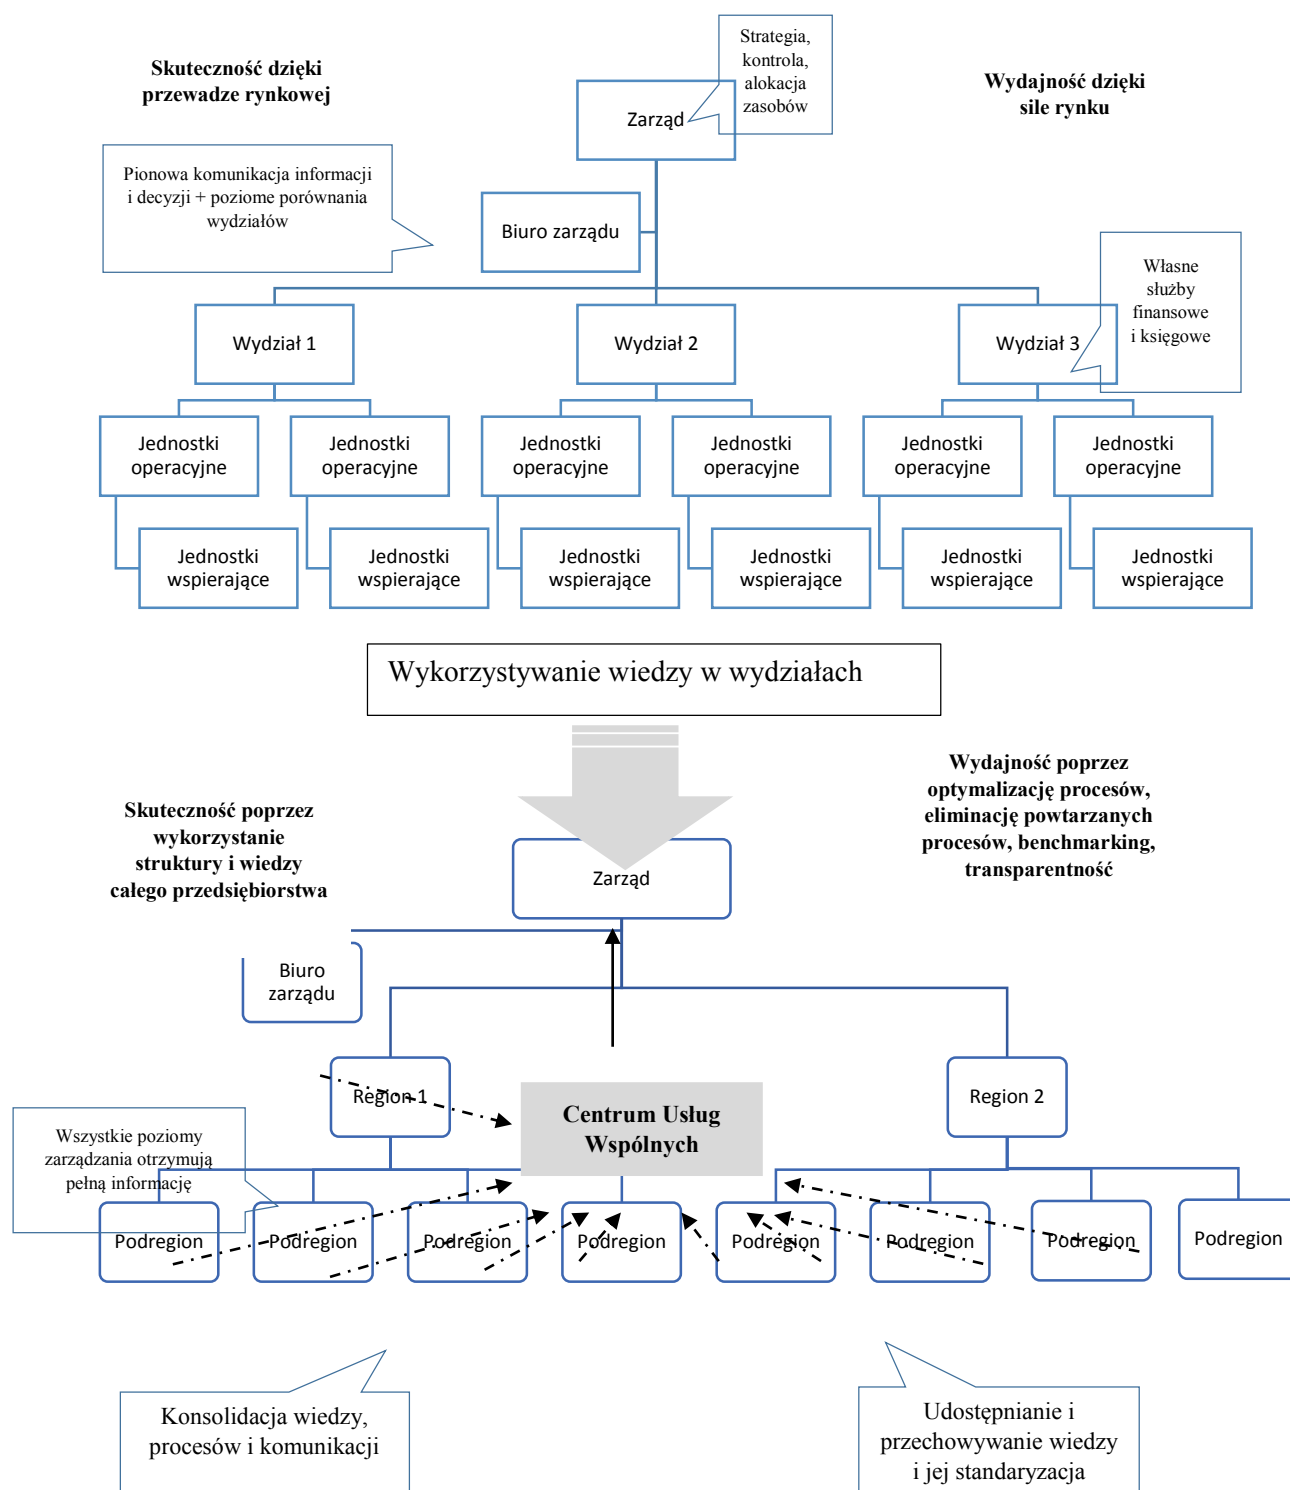 Strategia,
kontrola,
alokacja
zasobów
Skuteczność dzięki
przewadze rynkowej
Wydajność dzięki
sile rynku
Zarząd
Pionowa komunikacja informacji
i decyzji + poziome porównania
wydziałów
Biuro zarządu
Własne
służby
finansowe
i księgowe
Wydział 1
Wydział 2
Wydział 3
Jednostki
operacyjne
Jednostki
operacyjne
Jednostki
operacyjne
Jednostki
operacyjne
Jednostki
operacyjne
Jednostki
operacyjne
Jednostki
wspierające
Jednostki
wspierające
Jednostki
wspierające
Jednostki
wspierające
Jednostki
wspierające
Jednostki
wspierające
Wykorzystywanie wiedzy w wydziałach
Skuteczność poprzez
wykorzystanie
struktury i wiedzy
całego przedsiębiorstwa
Wydajność poprzez
optymalizację procesów,
eliminację powtarzanych
procesów, benchmarking,
transparentność
Zarząd
Biuro
zarządu
Region 1
Centrum Usług
Wspólnych
Region 2
Wszystkie poziomy
zarządzania otrzymują
pełną informację
Podregion
Podregion
Podregion
Podregion
Podregion
Podregion
Podregion
Podregion
Konsolidacja wiedzy,
procesów i komunikacji
Udostępnianie i
przechowywanie wiedzy
i jej standaryzacja